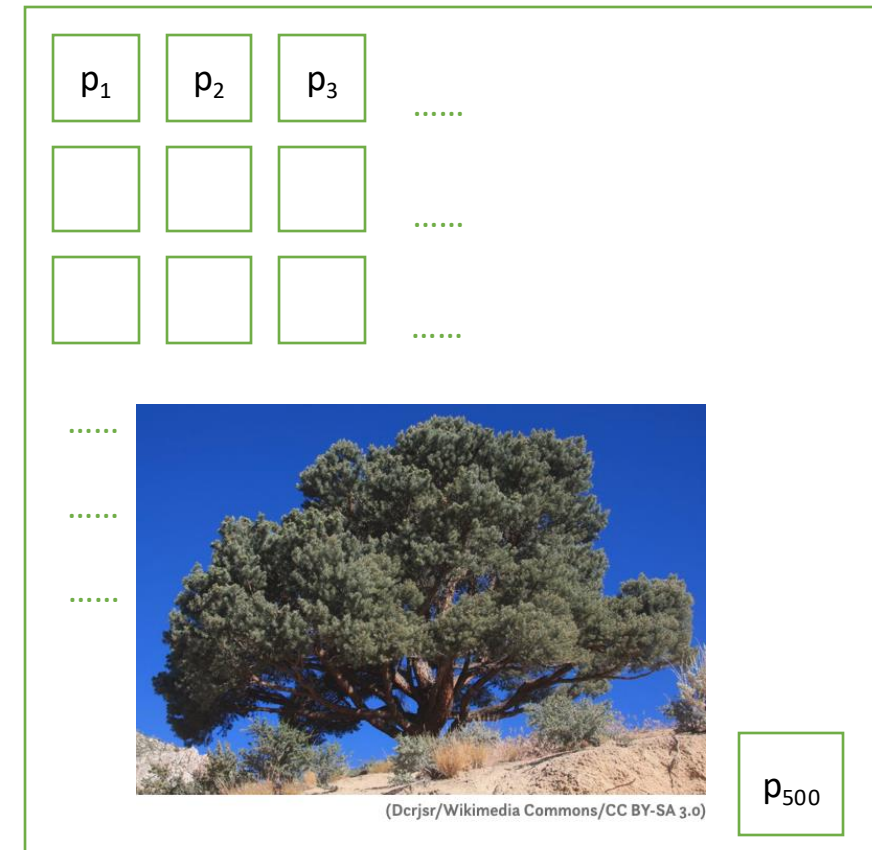 p₁ p₂ p₃ ......
......
......
......
......
......
(Dcrjsr/Wikimedia Commons/CC BY-SA 3.0)
p₅₀₀